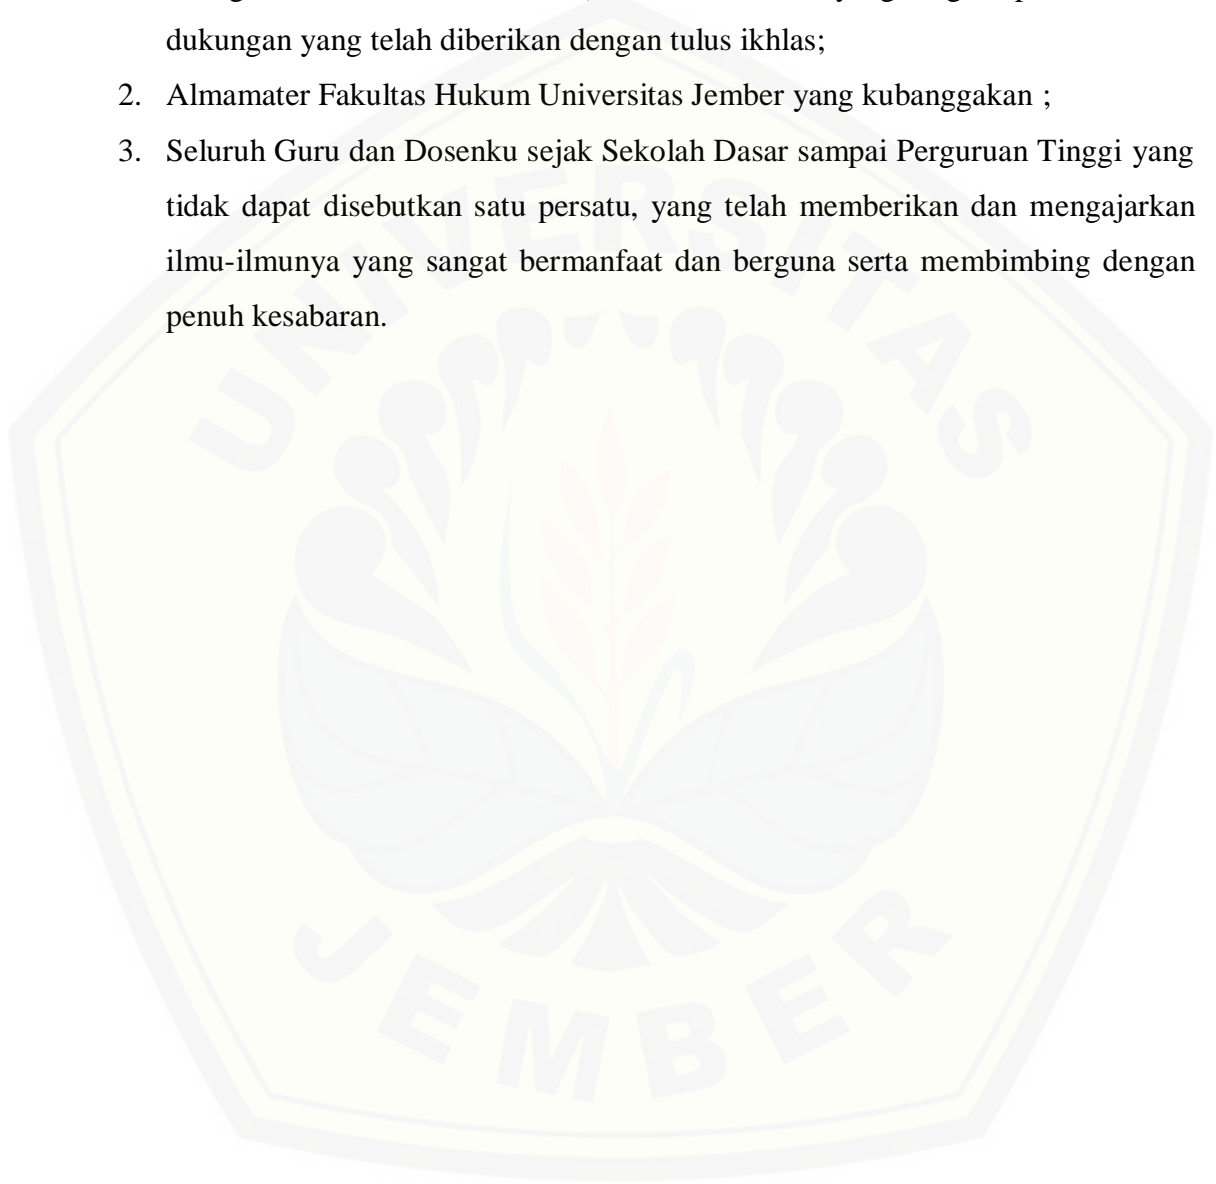 dukungan yang telah diberikan dengan tulus ikhlas;
2. Almamater Fakultas Hukum Universitas Jember yang kubanggakan ;
3. Seluruh Guru dan Dosenku sejak Sekolah Dasar sampai Perguruan Tinggi yang
tidak dapat disebutkan satu persatu, yang telah memberikan dan mengajarkan
ilmu-ilmunya yang sangat bermanfaat dan berguna serta membimbing dengan
penuh kesabaran.
UNIVERSITAS
JEMBER